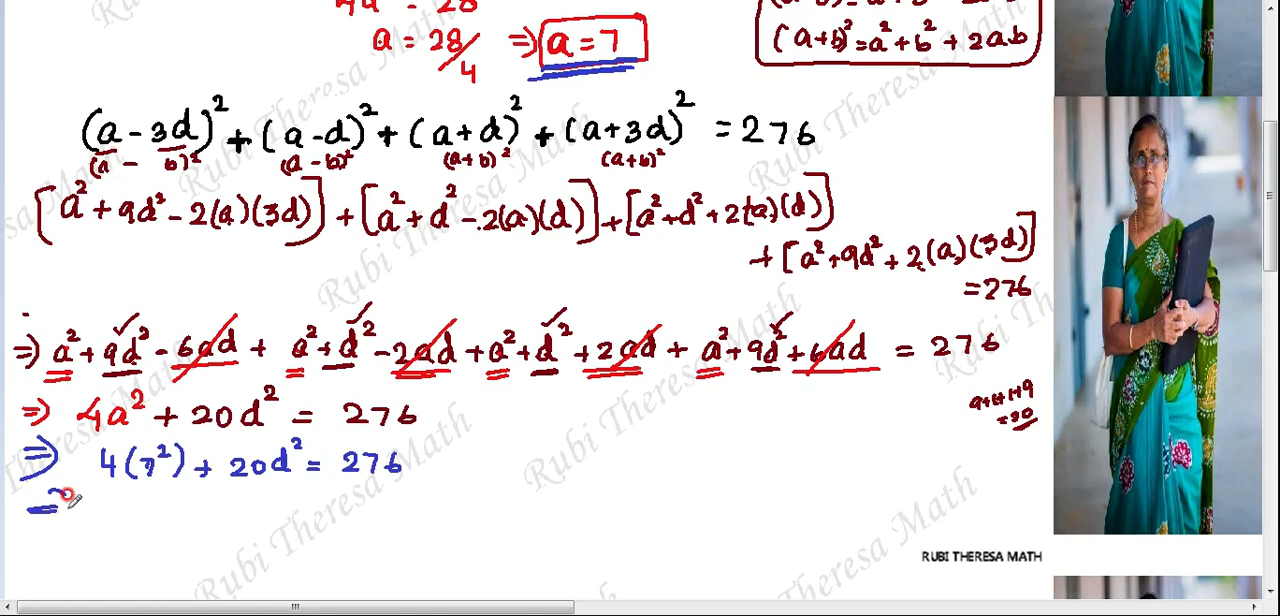 4a = 28
a = 28/4 ⇒ a = 7
(a+b)² = a² + b² + 2ab
(a - 3d)² + (a - d)² + (a + d)² + (a + 3d)² = 276
(a - b)² (a - b)² (a + b)² (a + b)²
[a² + 9d² - 2(a)(3d)] + [a² + d² - 2(a)(d)] + [a² + d² + 2(a)(d)]
+ [a² + 9d² + 2(a)(3d)]
= 276
⇒ a² + 9d² - 6ad + a² + d² - 2ad + a² + d² + 2ad + a² + 9d² + 6ad = 276
⇒ 4a² + 20d² = 276
9+1+1+9
= 20
⇒ 4(7²) + 20d² = 276
RUBI THERESA MATH
Rubi Theresa Math